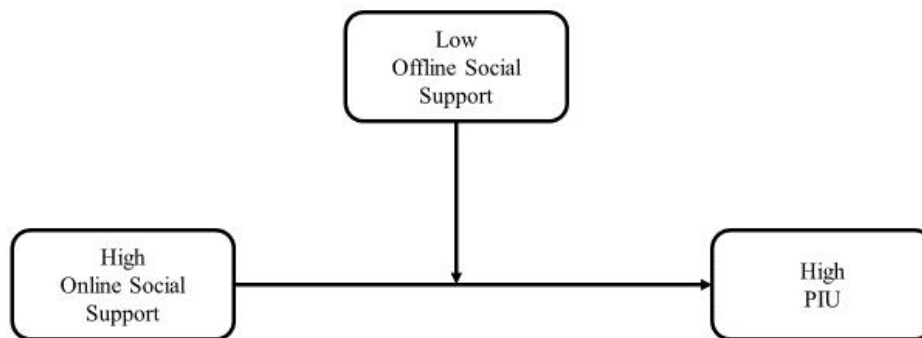 Low
Offline Social
Support
High
Online Social
Support
High
PIU